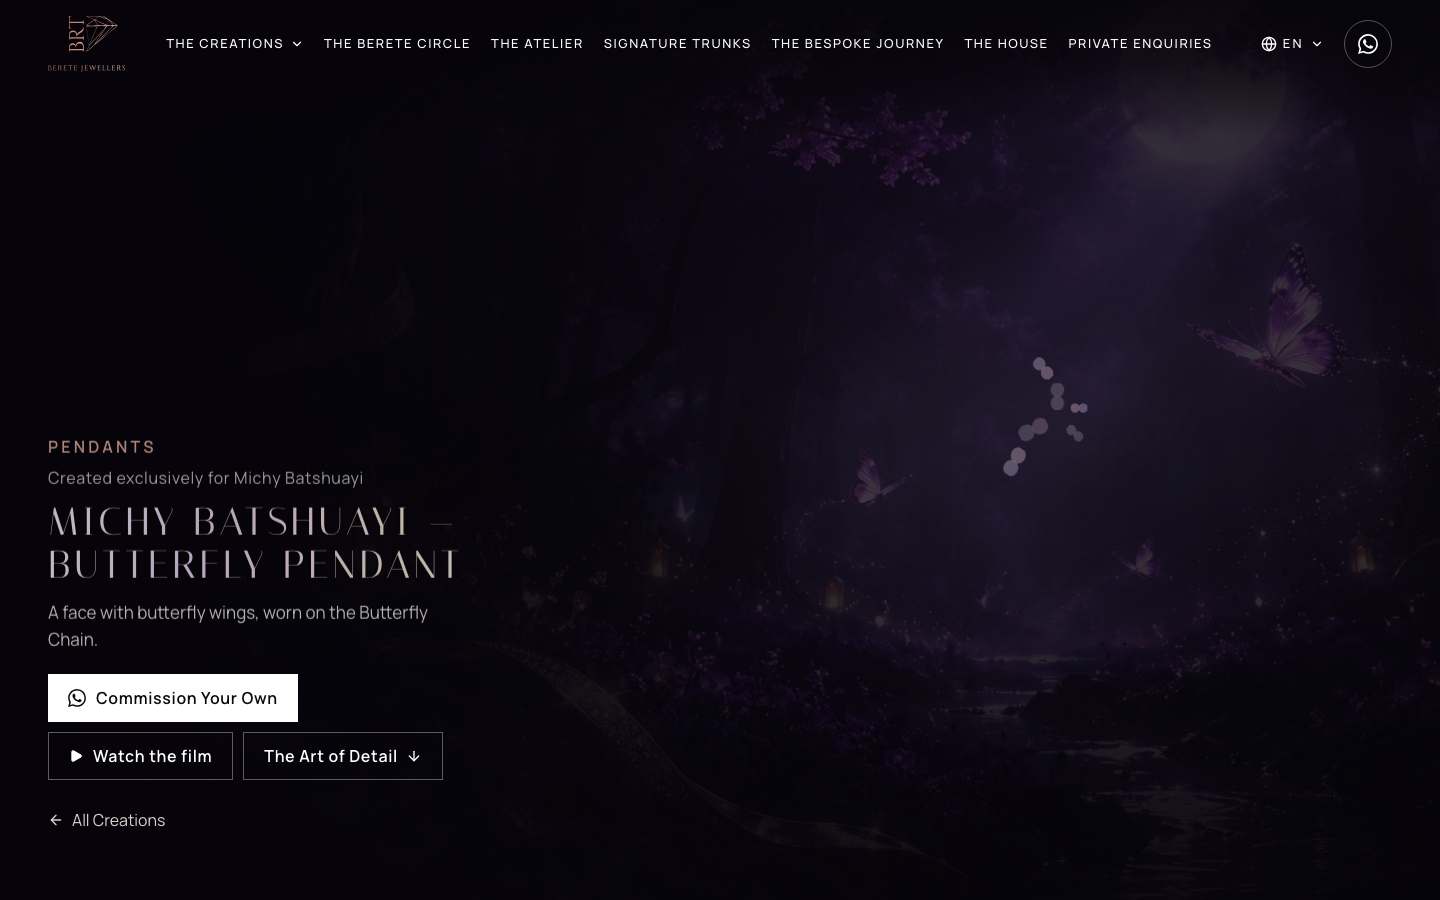 BRT
BERETE JEWELLERS
THE CREATIONS
THE BERETE CIRCLE
THE ATELIER
SIGNATURE TRUNKS
THE BESPOKE JOURNEY
THE HOUSE
PRIVATE ENQUIRIES
EN
PENDANTS
Created exclusively for Michy Batshuayi
MICHY BATSHUAYI –
BUTTERFLY PENDANT
A face with butterfly wings, worn on the Butterfly
Chain.
Commission Your Own
Watch the film
The Art of Detail ↓
← All Creations